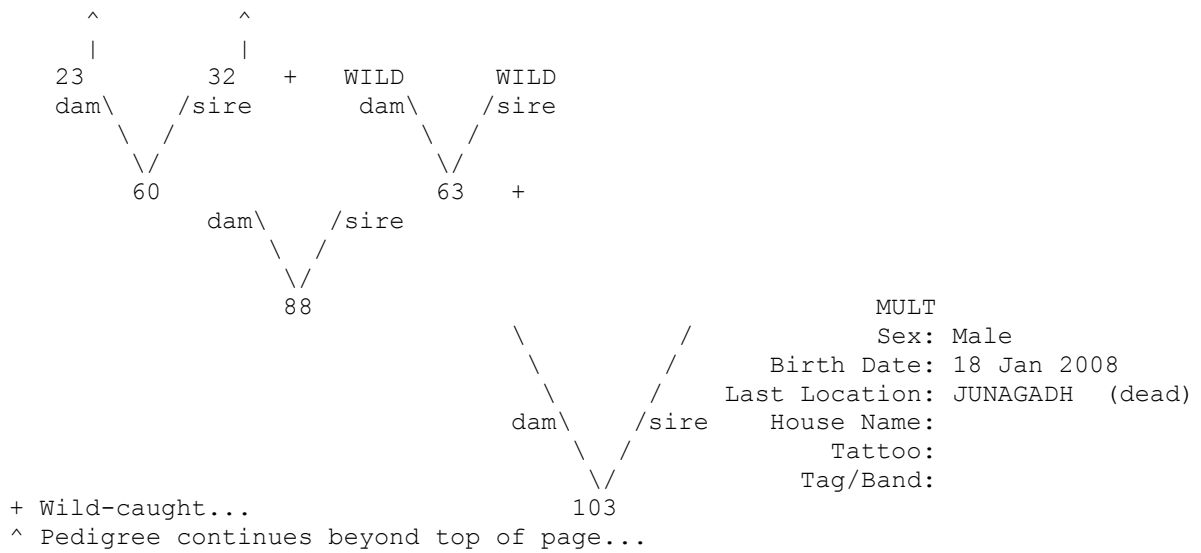 ^ ^
| |
23 32 + WILD WILD
dam\ /sire dam\ /sire
\ / \ /
\/ \/
60 63 +
dam\ /sire
\ /
\/
88 MULT
\ / Sex: Male
\ / Birth Date: 18 Jan 2008
\ / Last Location: JUNAGADH (dead)
dam\ /sire House Name:
\ / Tattoo:
\/ Tag/Band:
+ Wild-caught... 103
^ Pedigree continues beyond top of page...